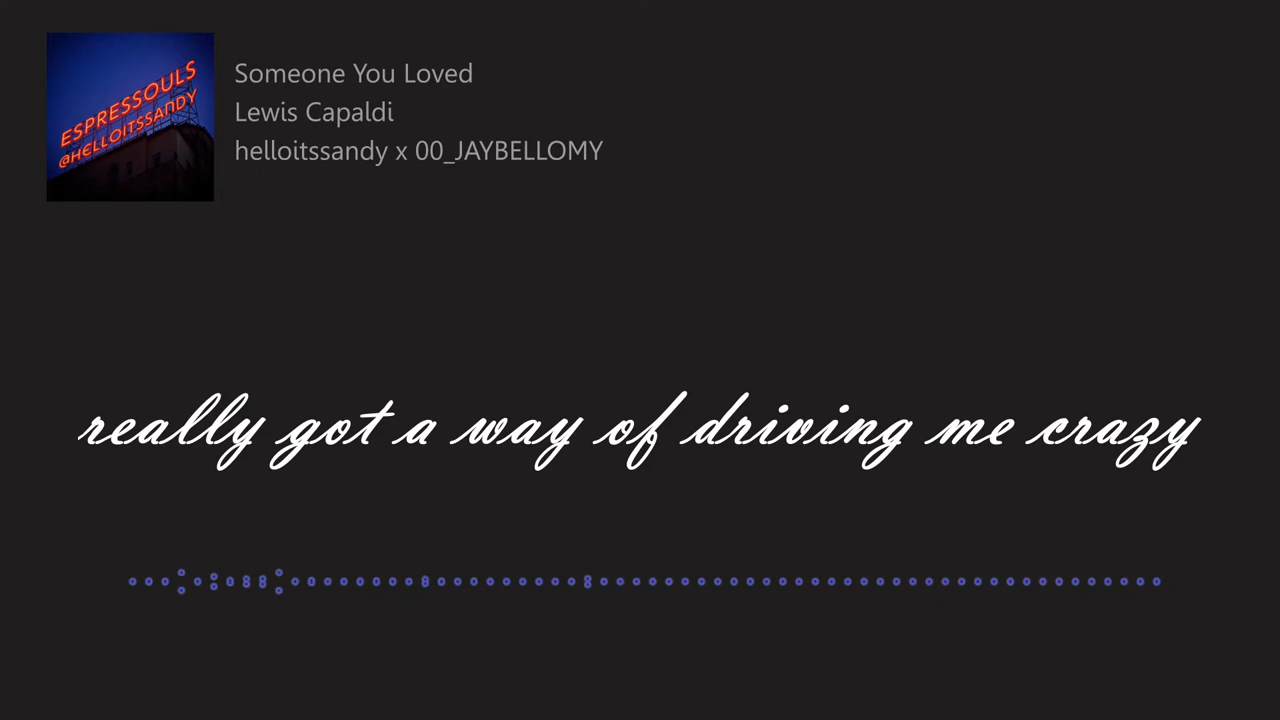 ESPRESSOULS
@HELLOITSSANDY
Someone You Loved
Lewis Capaldi
helloitssandy x 00_JAYBELLOMY
really got a way of driving me crazy